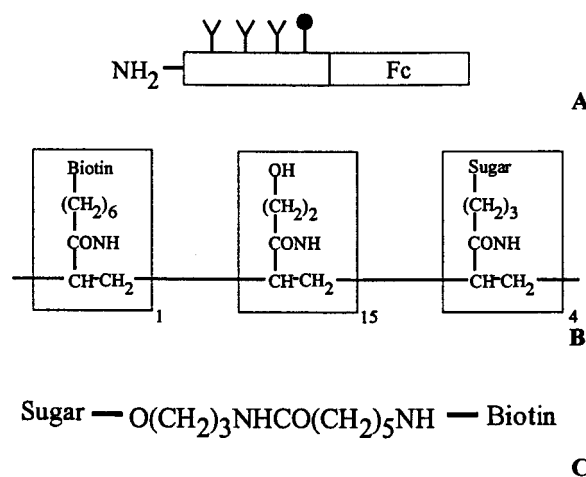 NH2 Fc
A
Biotin OH Sugar
(CH2)6 (CH2)2 (CH2)3
CONH CONH CONH
CH-CH2 CH-CH2 CH-CH2
1 15 4
B
Sugar — O(CH2)3NHCO(CH2)5NH — Biotin
C